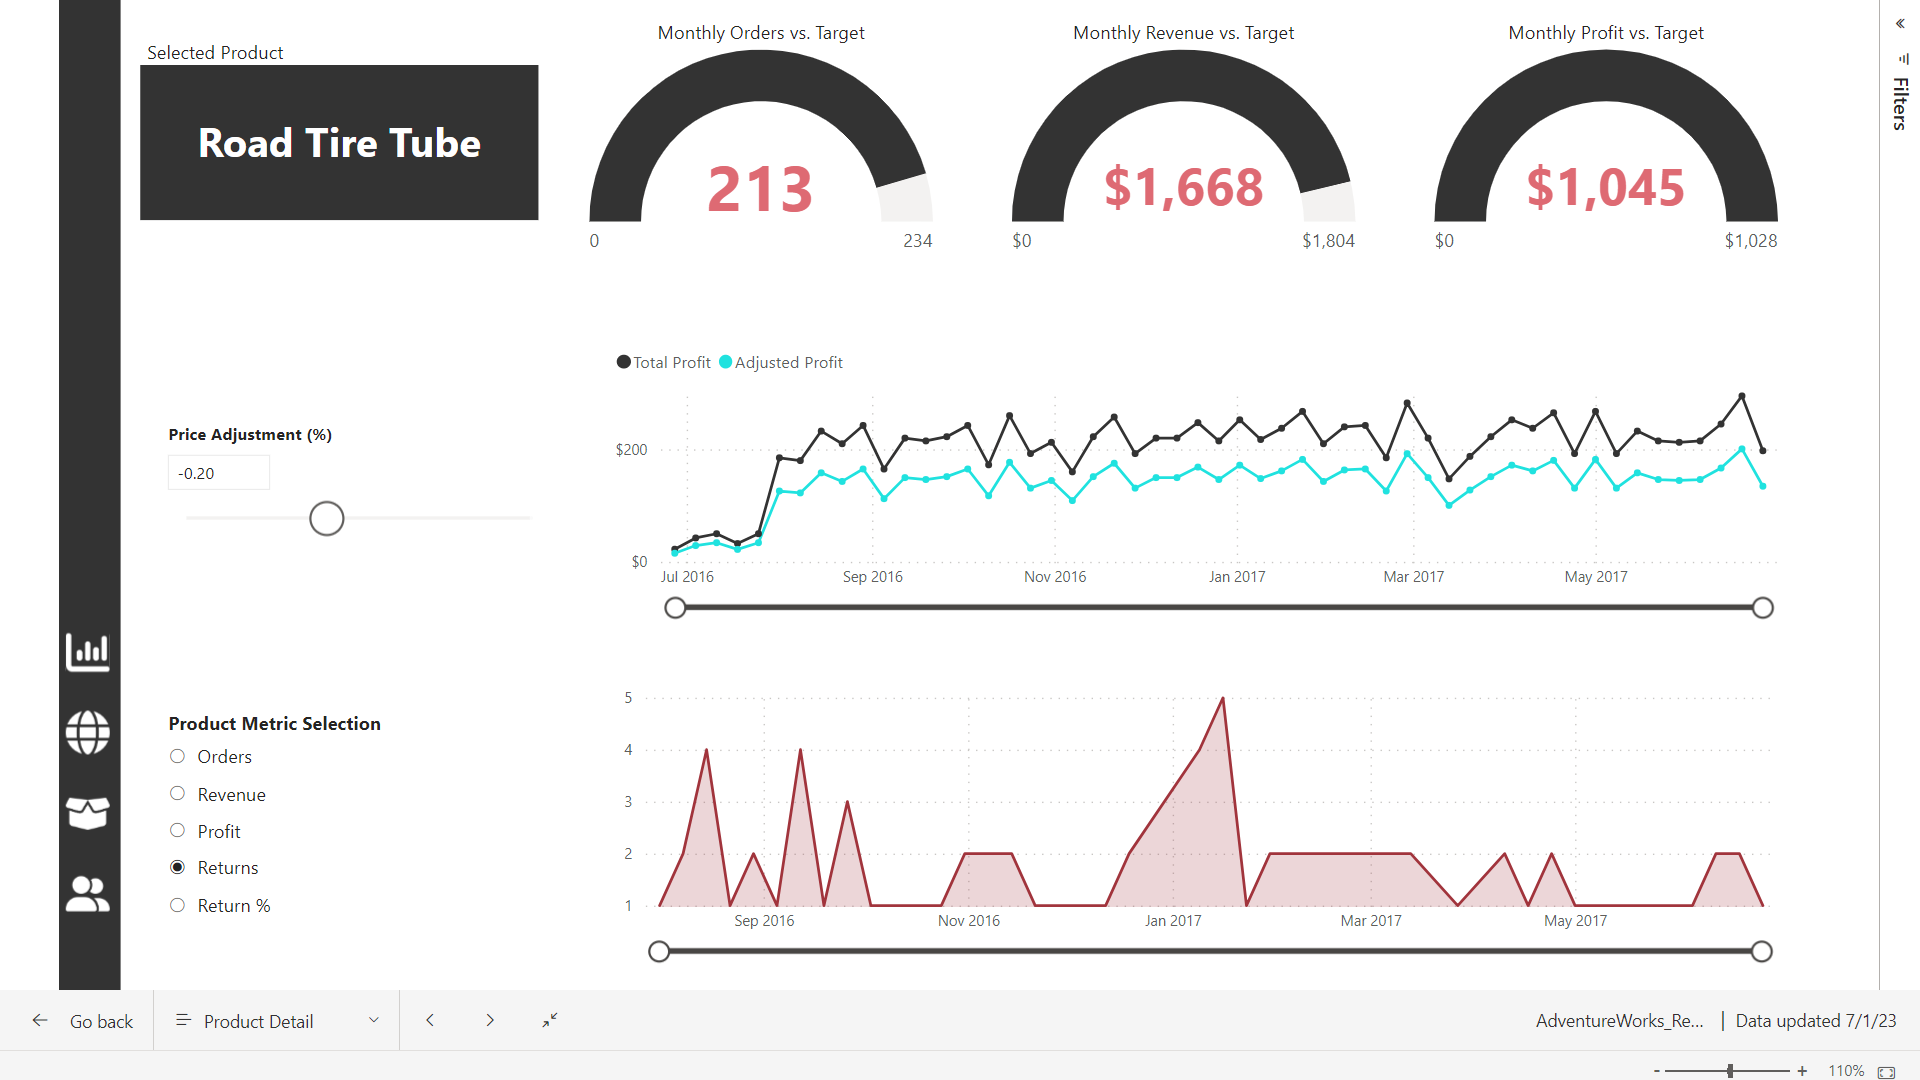 Selected Product
Road Tire Tube
Monthly Orders vs. Target
213
0
234
Monthly Revenue vs. Target
$1,668
$0
$1,804
Monthly Profit vs. Target
$1,045
$0
$1,028
«
Filters
Price Adjustment (%)
-0.20
Total Profit
Adjusted Profit
$200
$0
Jul 2016
Sep 2016
Nov 2016
Jan 2017
Mar 2017
May 2017
Product Metric Selection
Orders
Revenue
Profit
Returns
Return %
5
4
3
2
1
Sep 2016
Nov 2016
Jan 2017
Mar 2017
May 2017
Go back
Product Detail
AdventureWorks_Re... | Data updated 7/1/23
- + 110%